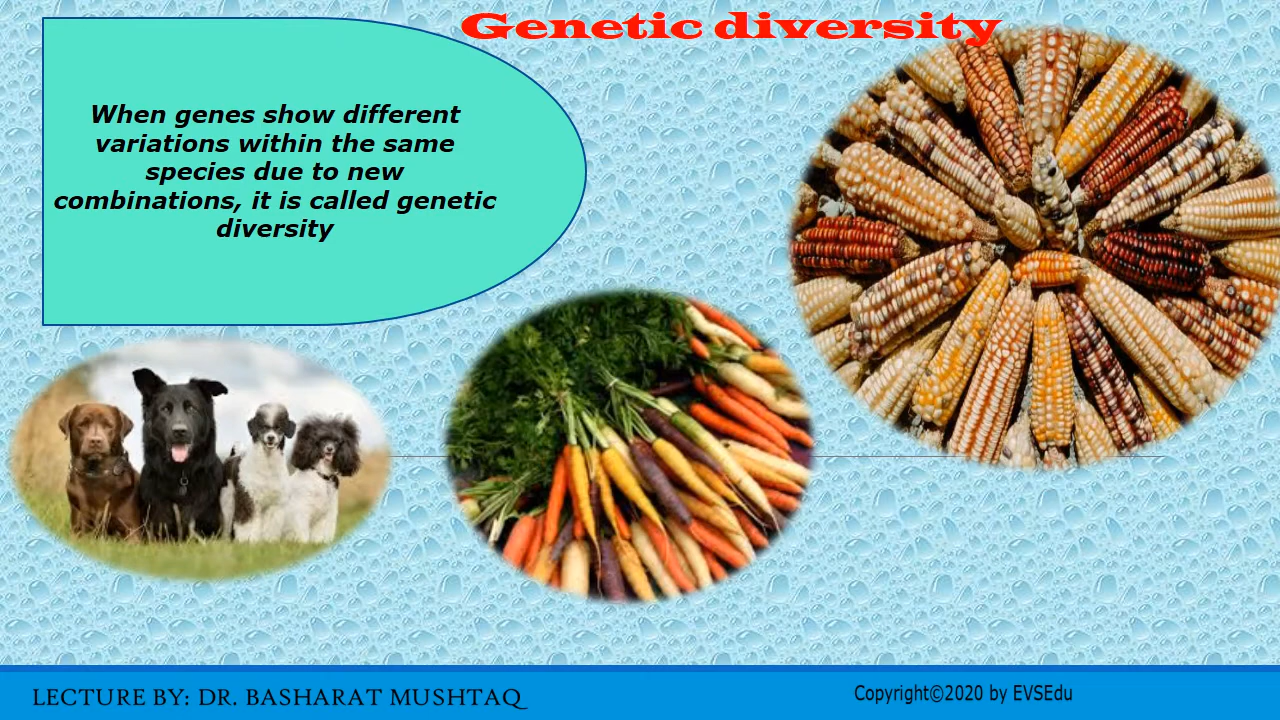 Genetic diversity
When genes show different
variations within the same
species due to new
combinations, it is called genetic
diversity
LECTURE BY: DR. BASHARAT MUSHTAQ
Copyright©2020 by EVSEdu